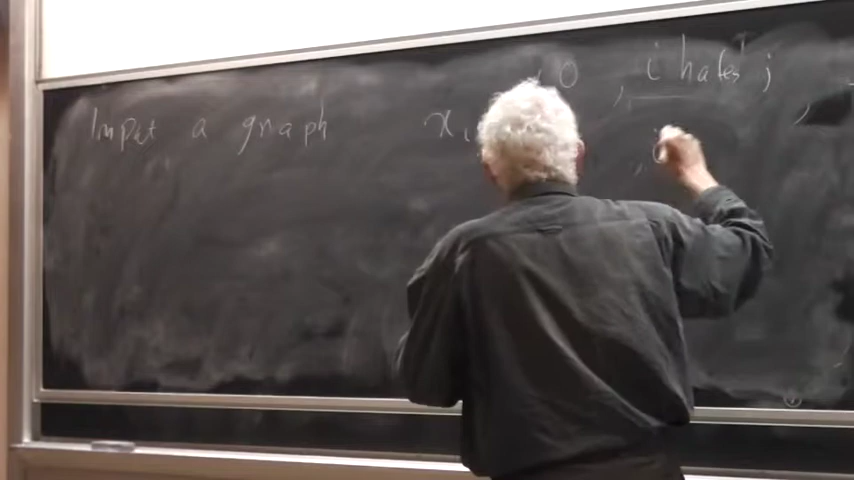 , 0 , i hates j ,
Input a graph x